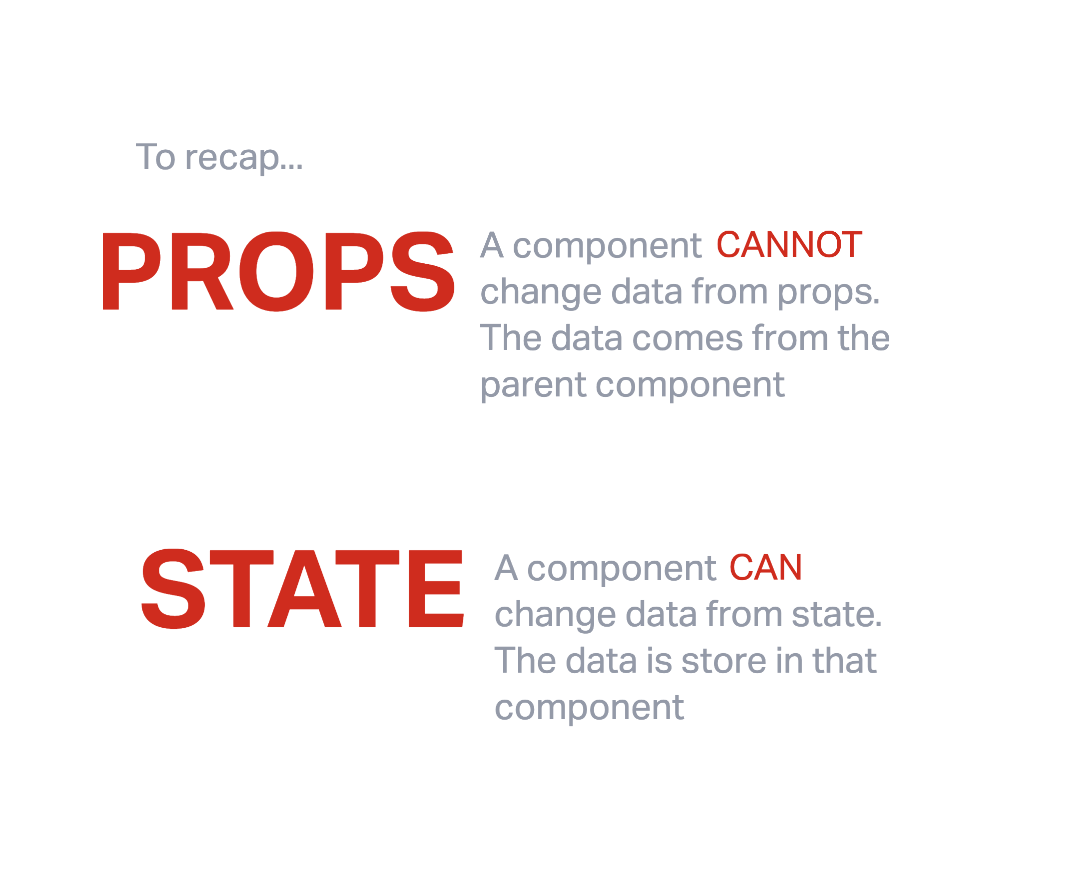 To recap...
PROPS
A component CANNOT
change data from props.
The data comes from the
parent component
STATE
A component CAN
change data from state.
The data is store in that
component